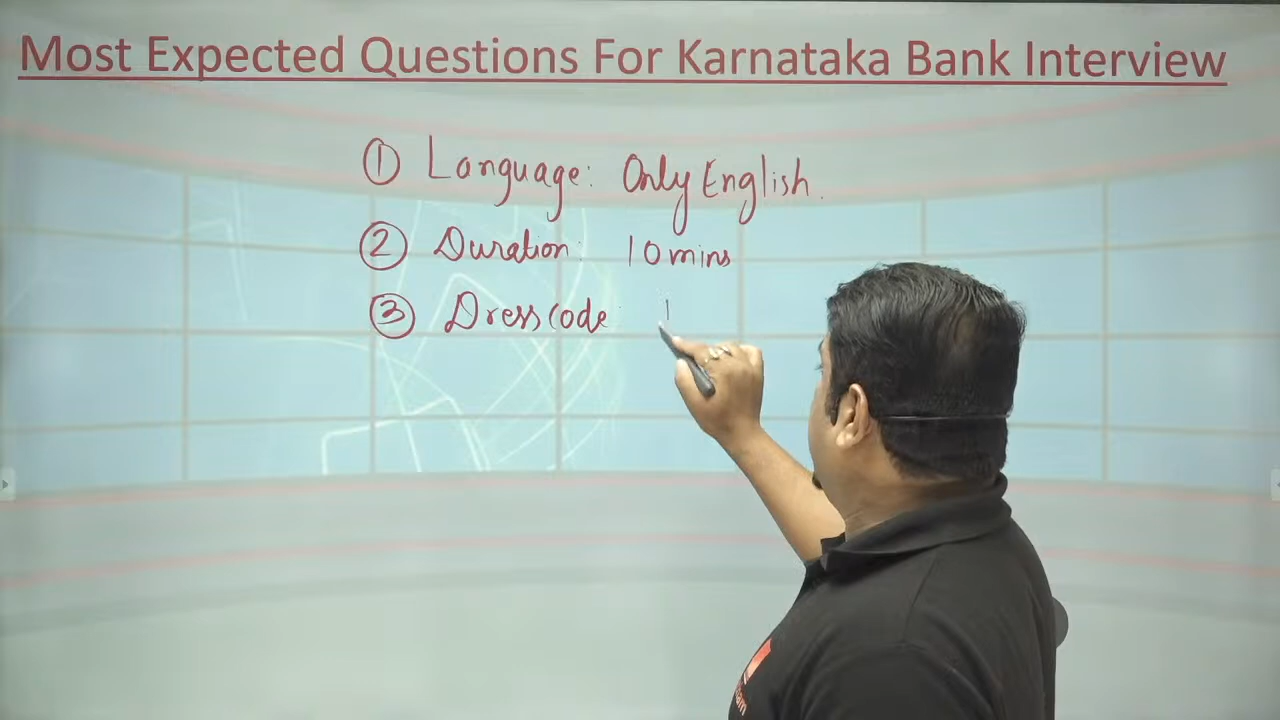 Most Expected Questions For Karnataka Bank Interview
① Language: Only English.
② Duration: 10 mins
③ Dresscode